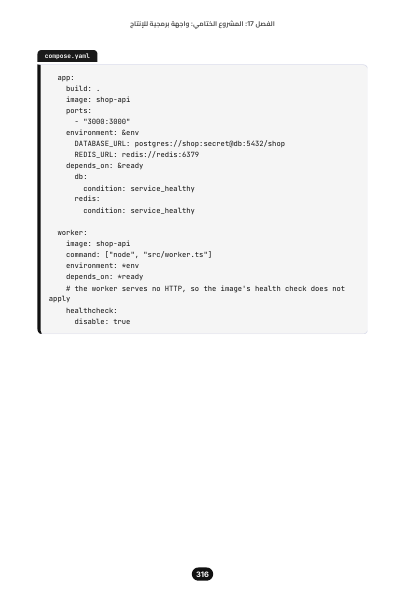 الفصل 17: المشروع الختامي: واجهة برمجية للإنتاج
compose.yaml
  app:
    build: .
    image: shop-api
    ports:
      - "3000:3000"
    environment: &env
      DATABASE_URL: postgres://shop:secret@db:5432/shop
      REDIS_URL: redis://redis:6379
    depends_on: &ready
      db:
        condition: service_healthy
      redis:
        condition: service_healthy

  worker:
    image: shop-api
    command: ["node", "src/worker.ts"]
    environment: *env
    depends_on: *ready
    # the worker serves no HTTP, so the image's health check does not
apply
    healthcheck:
      disable: true
316